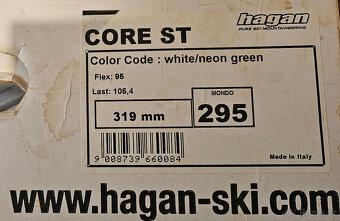 hagan
PURE SKI MOUNTAINEERING
CORE ST
Color Code : white/neon green
Flex: 95
Last: 105,4
319 mm
MONDO
295
9 008739 660084
Made in Italy
www.hagan-ski.com